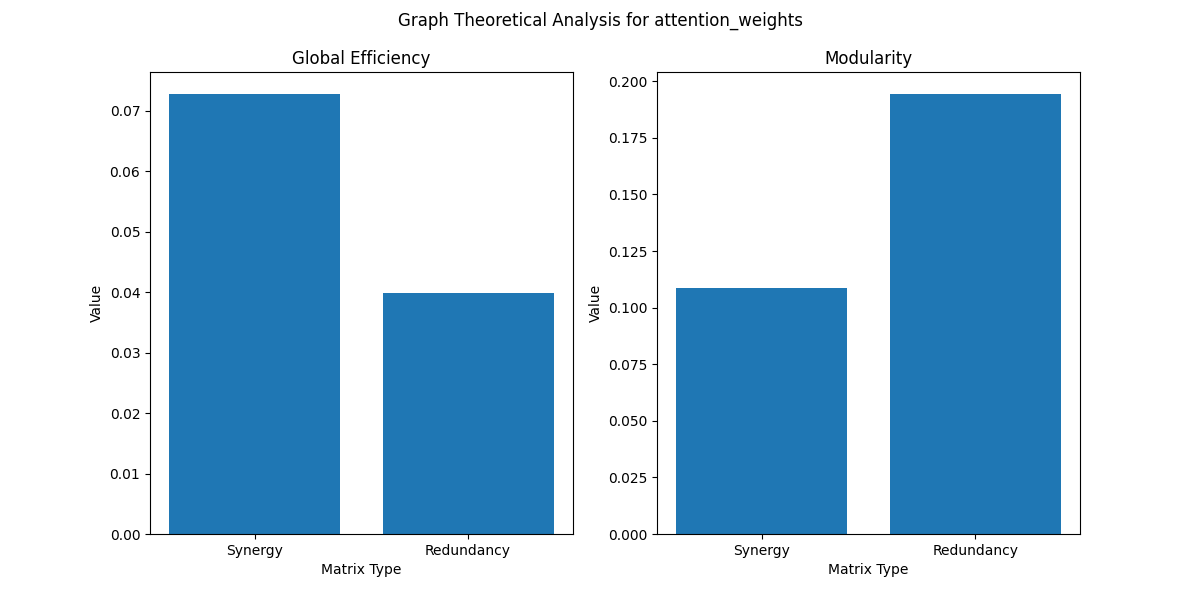 Graph Theoretical Analysis for attention_weights
Global Efficiency
Value
0.07
0.06
0.05
0.04
0.03
0.02
0.01
0.00
Synergy
Redundancy
Matrix Type
Modularity
Value
0.200
0.175
0.150
0.125
0.100
0.075
0.050
0.025
0.000
Synergy
Redundancy
Matrix Type